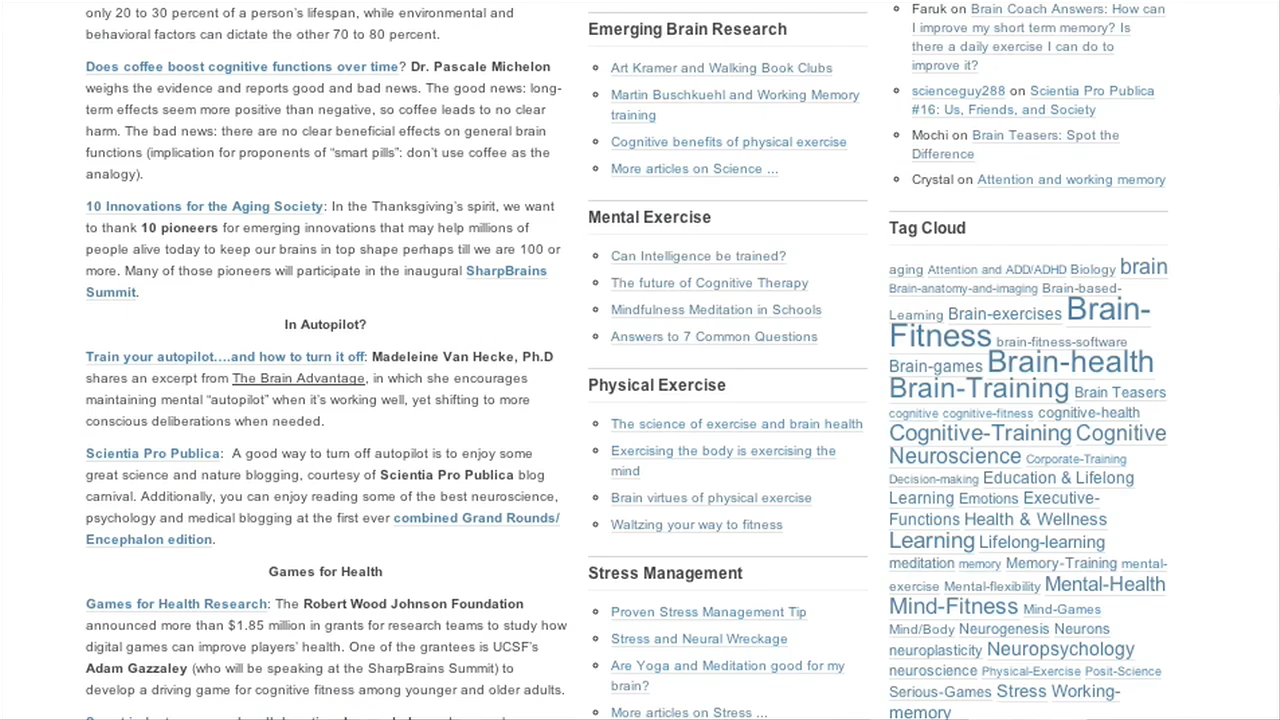 only 20 to 30 percent of a person's lifespan, while environmental and
behavioral factors can dictate the other 70 to 80 percent.
Does coffee boost cognitive functions over time? Dr. Pascale Michelon
weighs the evidence and reports good and bad news. The good news: long-
term effects seem more positive than negative, so coffee leads to no clear
harm. The bad news: there are no clear beneficial effects on general brain
functions (implication for proponents of “smart pills”: don't use coffee as the
analogy).
10 Innovations for the Aging Society: In the Thanksgiving's spirit, we want
to thank 10 pioneers for emerging innovations that may help millions of
people alive today to keep our brains in top shape perhaps till we are 100 or
more. Many of those pioneers will participate in the inaugural SharpBrains
Summit.
In Autopilot?
Train your autopilot....and how to turn it off: Madeleine Van Hecke, Ph.D
shares an excerpt from The Brain Advantage, in which she encourages
maintaining mental “autopilot” when it's working well, yet shifting to more
conscious deliberations when needed.
Scientia Pro Publica: A good way to turn off autopilot is to enjoy some
great science and nature blogging, courtesy of Scientia Pro Publica blog
carnival. Additionally, you can enjoy reading some of the best neuroscience,
psychology and medical blogging at the first ever combined Grand Rounds/
Encephalon edition.
Games for Health
Games for Health Research: The Robert Wood Johnson Foundation
announced more than $1.85 million in grants for research teams to study how
digital games can improve players' health. One of the grantees is UCSF's
Adam Gazzaley (who will be speaking at the SharpBrains Summit) to
develop a driving game for cognitive fitness among younger and older adults.
Emerging Brain Research
Art Kramer and Walking Book Clubs
Martin Buschkuehl and Working Memory
training
Cognitive benefits of physical exercise
More articles on Science ...
Mental Exercise
Can Intelligence be trained?
The future of Cognitive Therapy
Mindfulness Meditation in Schools
Answers to 7 Common Questions
Physical Exercise
The science of exercise and brain health
Exercising the body is exercising the
mind
Brain virtues of physical exercise
Waltzing your way to fitness
Stress Management
Proven Stress Management Tip
Stress and Neural Wreckage
Are Yoga and Meditation good for my
brain?
More articles on Stress ...
Faruk on Brain Coach Answers: How can
I improve my short term memory? Is
there a daily exercise I can do to
improve it?
scienceguy288 on Scientia Pro Publica
#16: Us, Friends, and Society
Mochi on Brain Teasers: Spot the
Difference
Crystal on Attention and working memory
Tag Cloud
aging Attention and ADD/ADHD Biology brain
Brain-anatomy-and-imaging Brain-based-
Learning Brain-exercises Brain-
Fitness brain-fitness-software
Brain-games Brain-health
Brain-Training Brain Teasers
cognitive cognitive-fitness cognitive-health
Cognitive-Training Cognitive
Neuroscience Corporate-Training
Decision-making Education & Lifelong
Learning Emotions Executive-
Functions Health & Wellness
Learning Lifelong-learning
meditation memory Memory-Training mental-
exercise Mental-flexibility Mental-Health
Mind-Fitness Mind-Games
Mind/Body Neurogenesis Neurons
neuroplasticity Neuropsychology
neuroscience Physical-Exercise Posit-Science
Serious-Games Stress Working-
memory